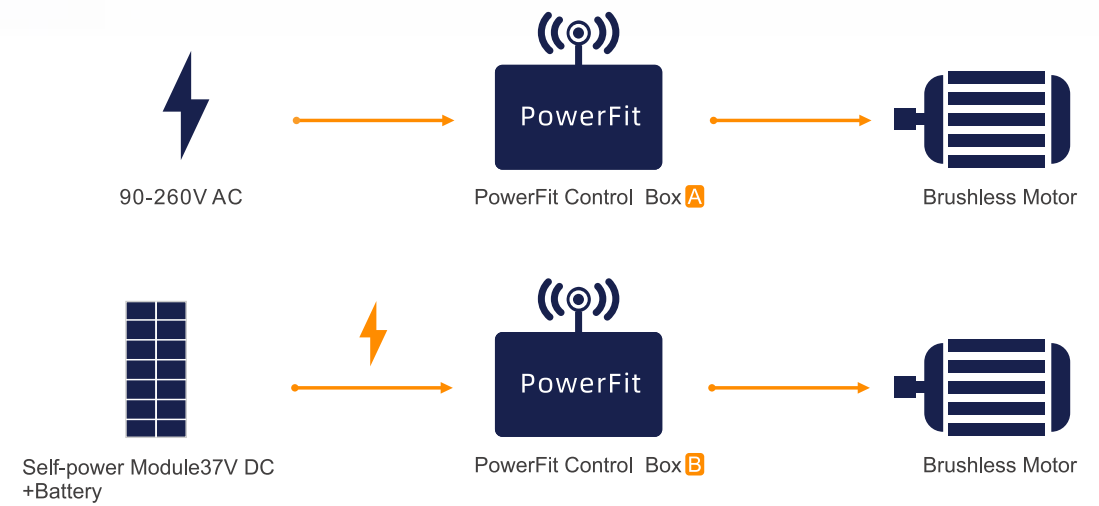 PowerFit
90-260V AC
PowerFit Control Box A
Brushless Motor
PowerFit
Self-power Module37V DC
+Battery
PowerFit Control Box B
Brushless Motor